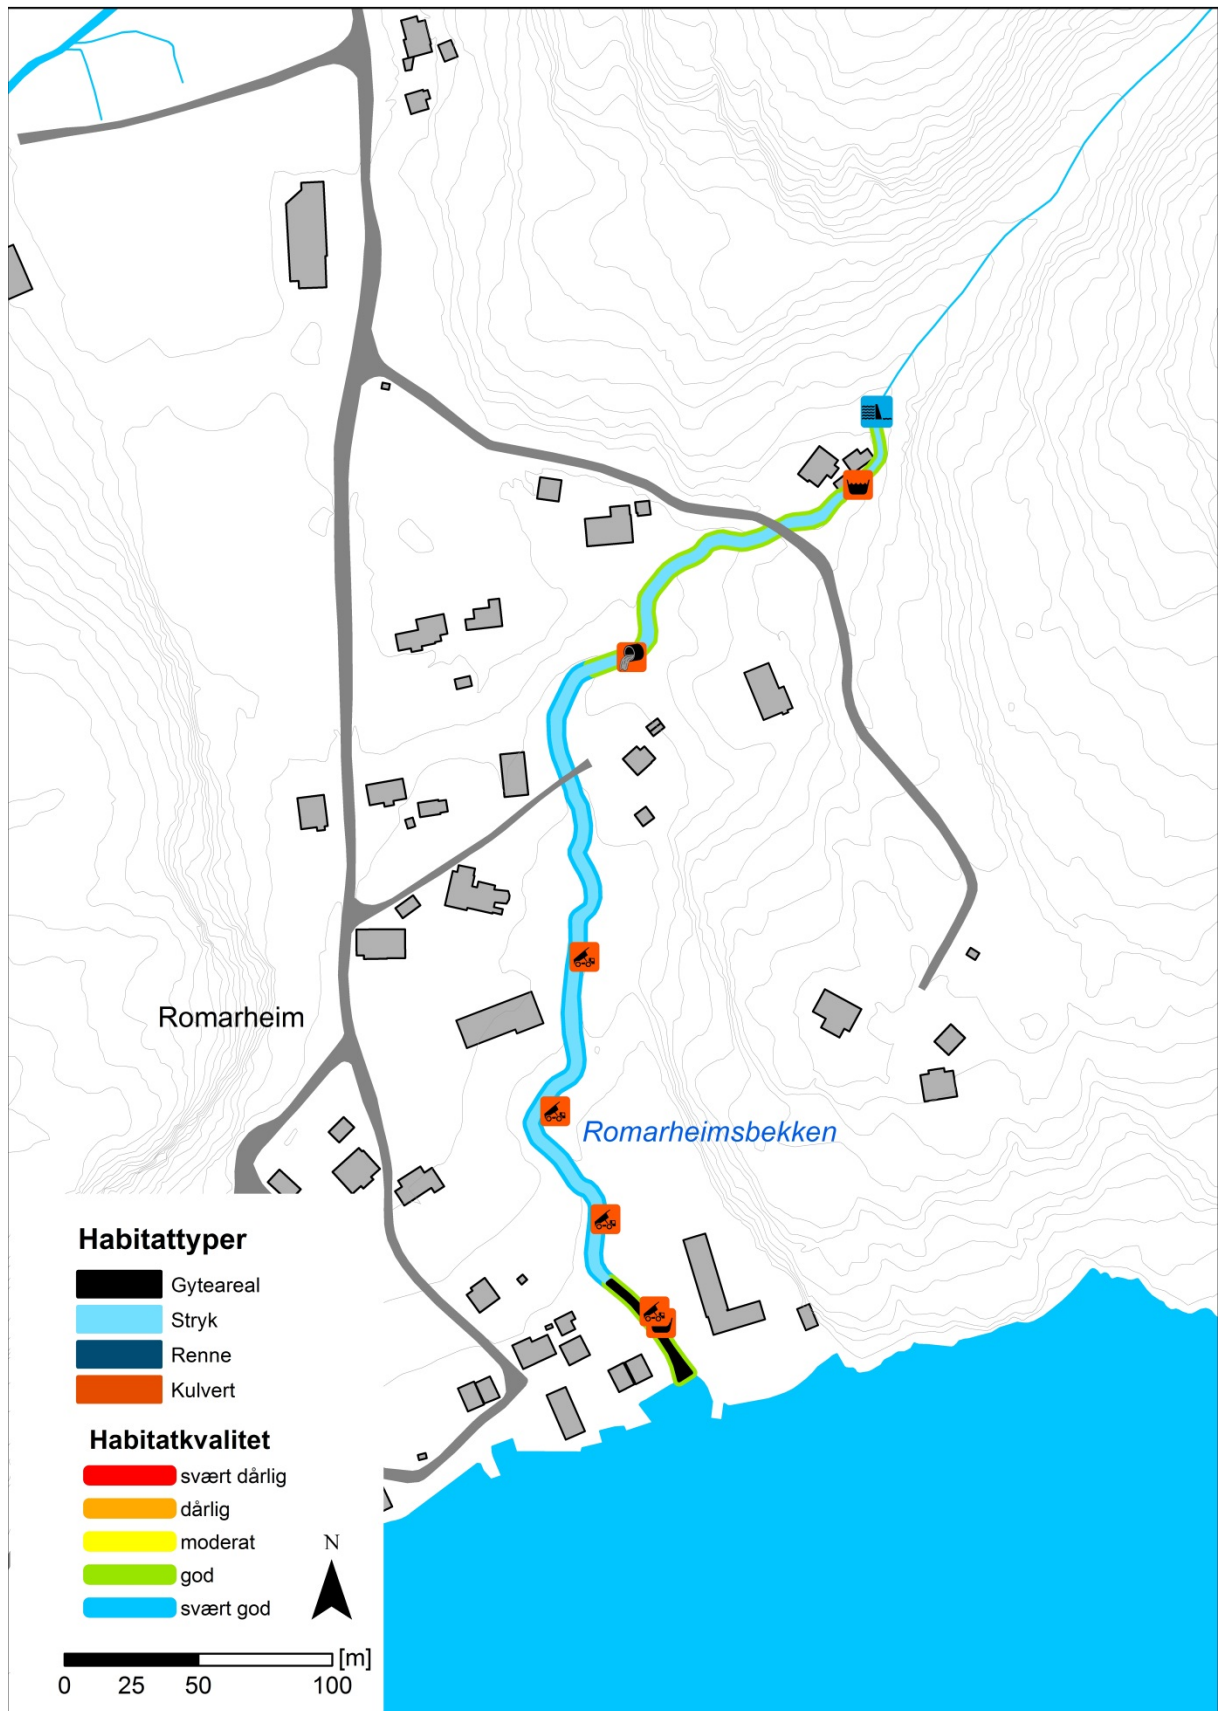 Romarheim
Romarheimsbekken
Habitattyper
Gyteareal
Stryk
Renne
Kulvert
Habitatkvalitet
svært dårlig
dårlig
moderat
god
svært god
N
[m]
0 25 50 100